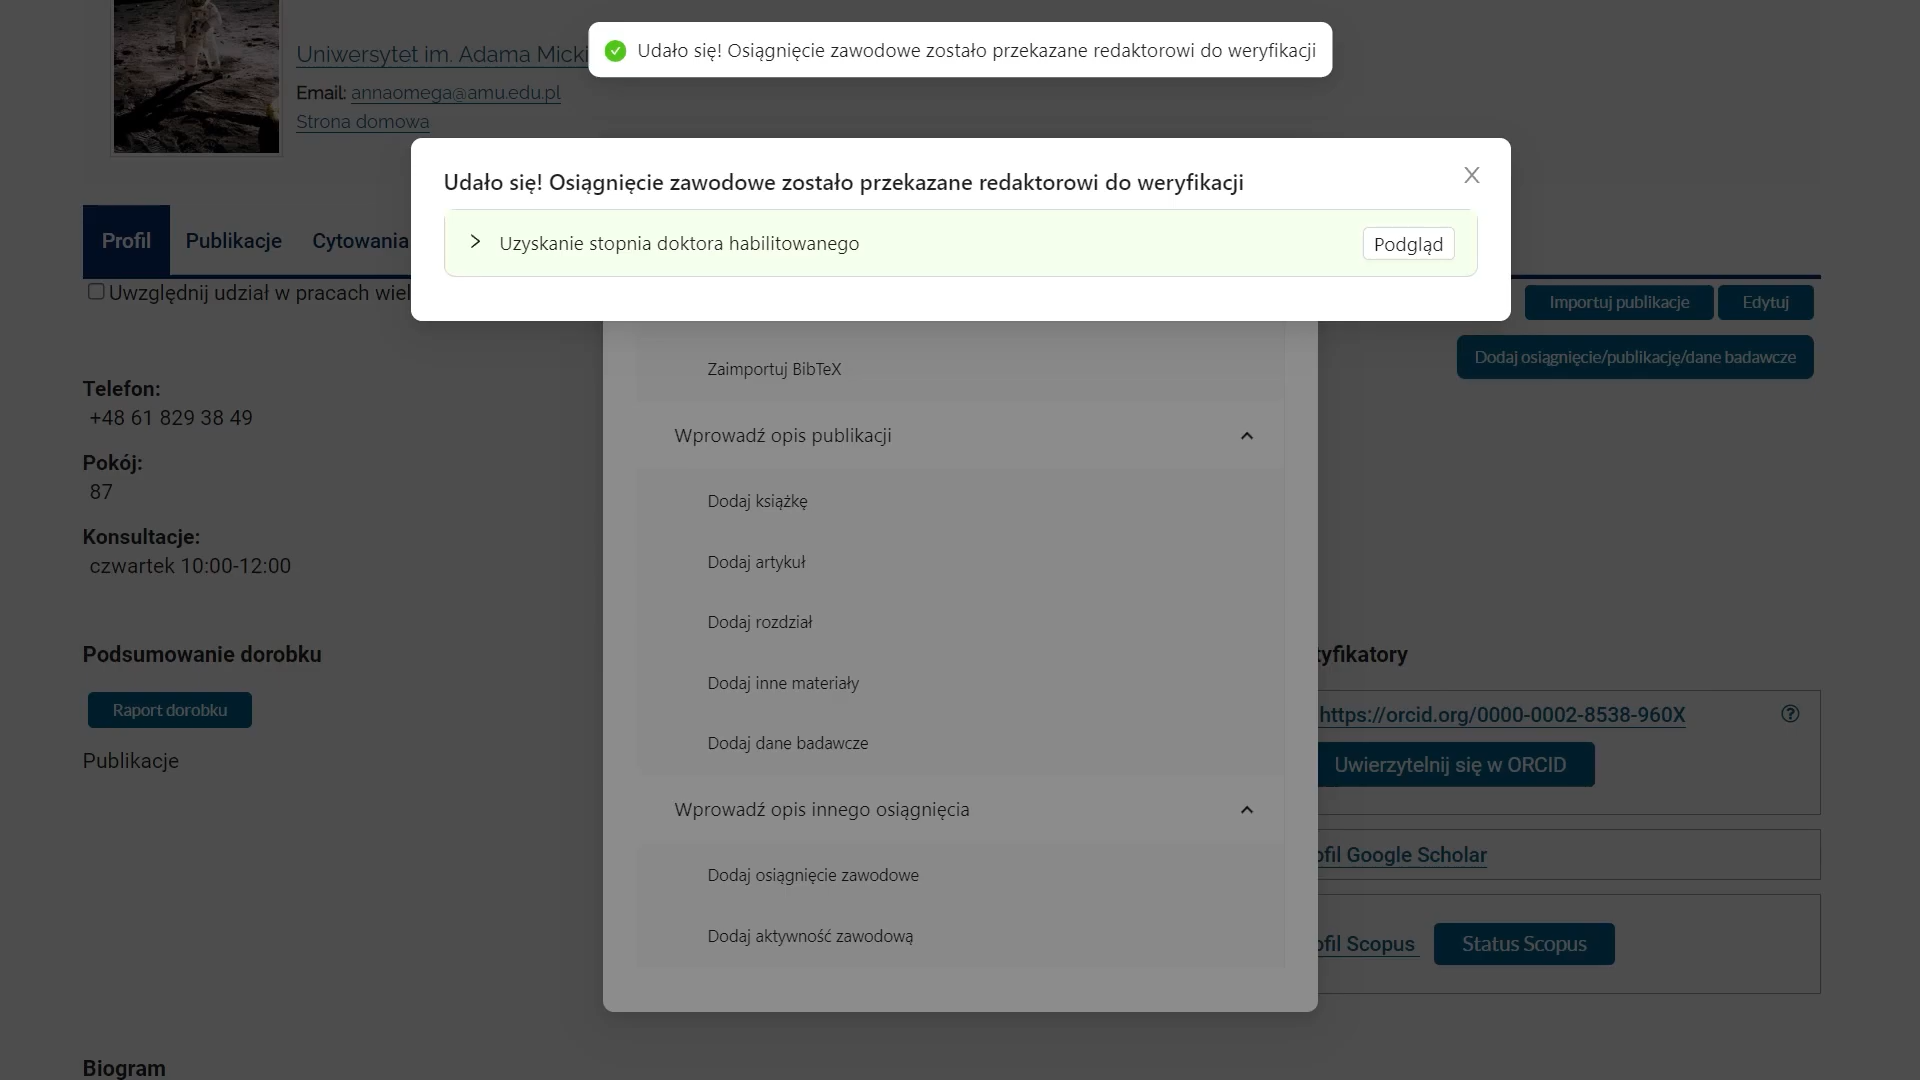 Udało się! Osiągnięcie zawodowe zostało przekazane redaktorowi do weryfikacji
Uniwersytet im. Adama Micki
Email: annaomega@amu.edu.pl
Strona domowa
Udało się! Osiągnięcie zawodowe zostało przekazane redaktorowi do weryfikacji
Uzyskanie stopnia doktora habilitowanego
Podgląd
Profil
Publikacje
Cytowania
Uwzględnij udział w pracach wiel
Importuj publikacje
Edytuj
Dodaj osiągnięcie/publikację/dane badawcze
Telefon:
+48 61 829 38 49
Pokój:
87
Konsultacje:
czwartek 10:00-12:00
Zaimportuj BibTeX
Wprowadź opis publikacji
Dodaj książkę
Dodaj artykuł
Dodaj rozdział
Dodaj inne materiały
Dodaj dane badawcze
Wprowadź opis innego osiągnięcia
Dodaj osiągnięcie zawodowe
Dodaj aktywność zawodową
Podsumowanie dorobku
Raport dorobku
Publikacje
tyfikatory
https://orcid.org/0000-0002-8538-960X
Uwierzytelnij się w ORCID
ofil Google Scholar
ofil Scopus
Status Scopus
Biogram